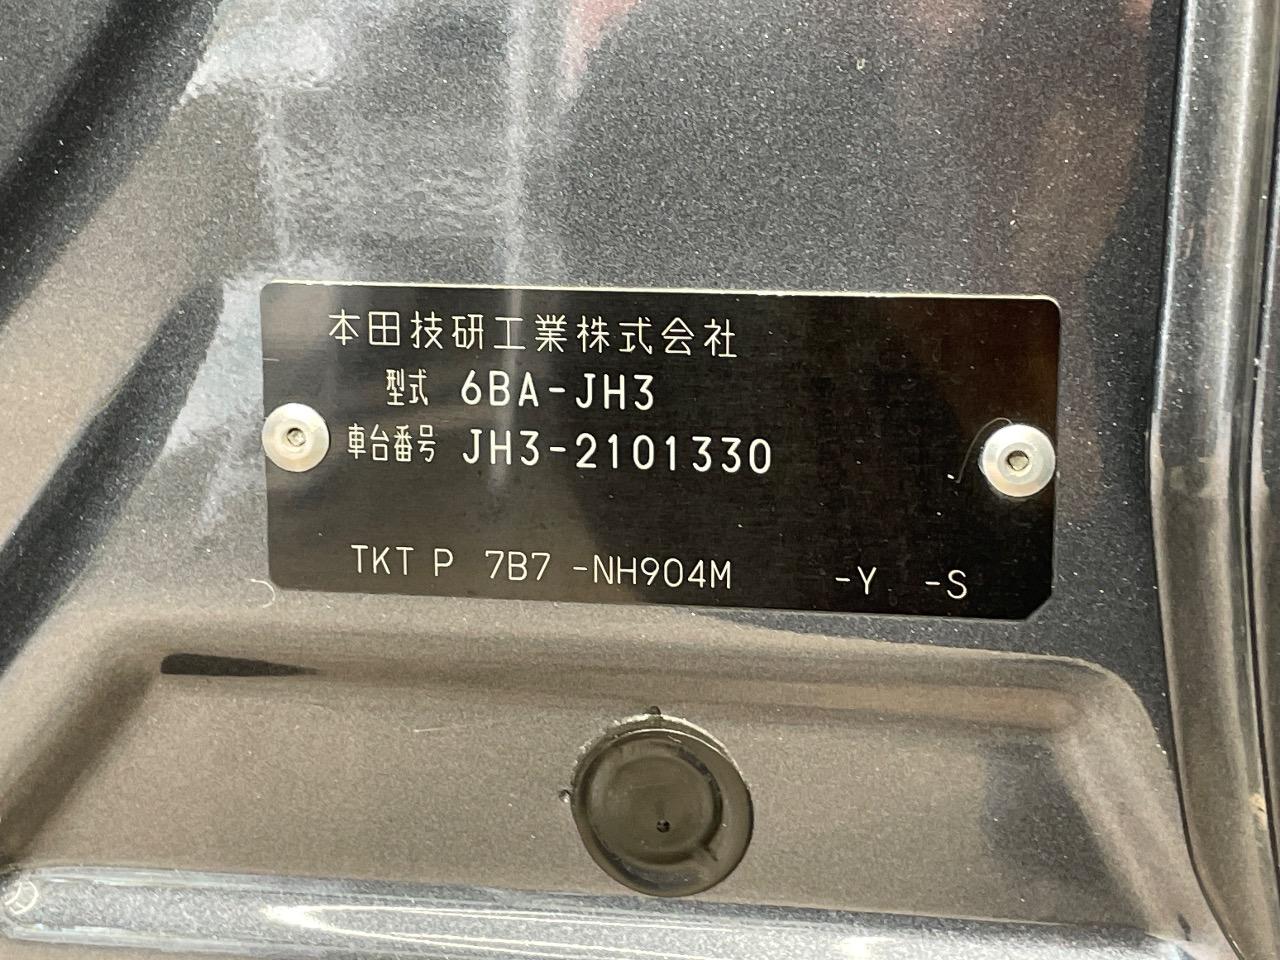 本田技研工業株式会社
型式 6BA-JH3
車台番号 JH3-2101330
TKT P 7B7 -NH904M -Y -S